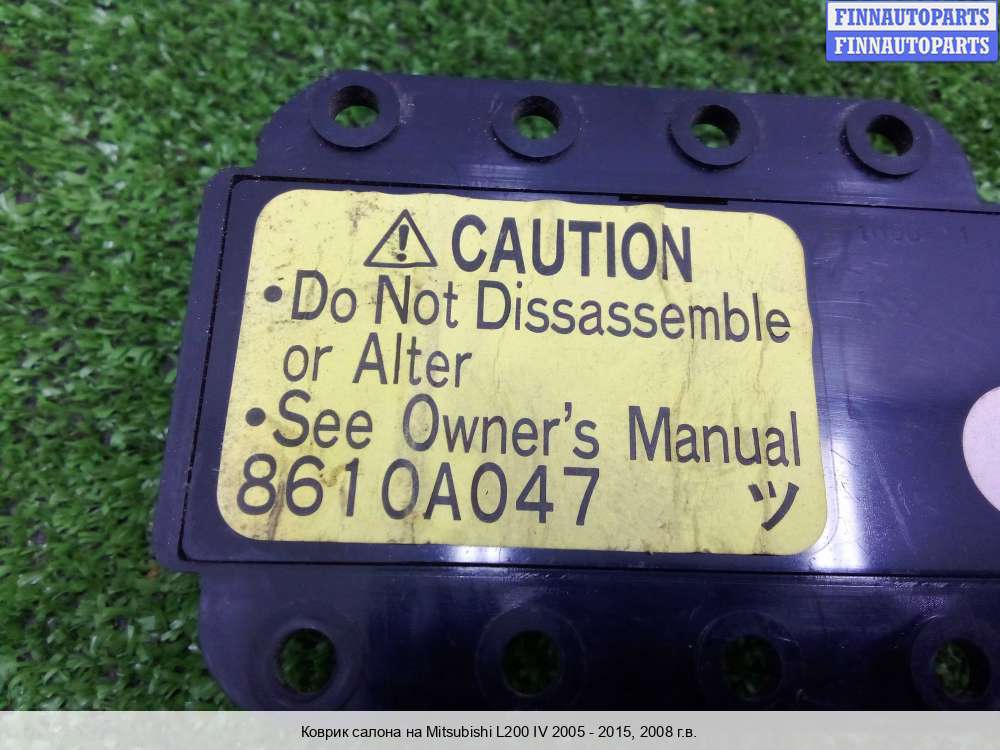 FINNAUTOPARTS
FINNAUTOPARTS
CAUTION
•Do Not Dissassemble
or Alter
•See Owner's Manual
8610A047 ツ
Коврик салона на Mitsubishi L200 IV 2005 - 2015, 2008 г.в.